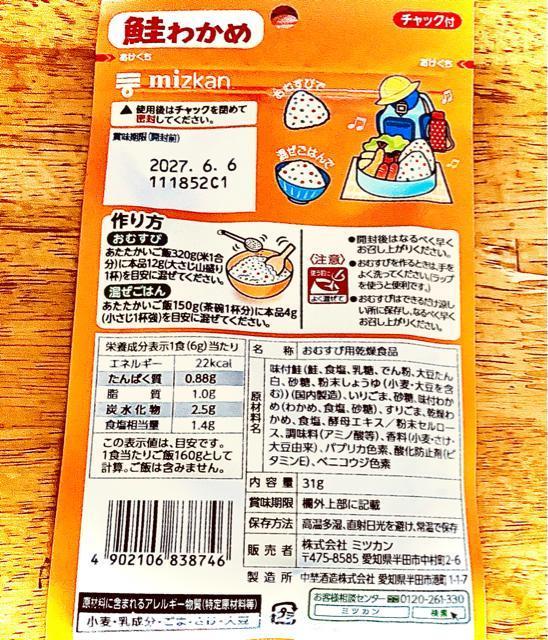 鮭わかめ
チャック付
あけくち
あけくち
mizkan
▲使用後はチャックを閉めて
密封してください。
賞味期限(開封前)
2027. 6. 6
111852C1
おむすびで
混ぜごはんで
作り方
おむすび
あたたかいご飯320g(米1合
分)に本品12g(大さじ山盛り
1杯)を目安に混ぜてください。
混ぜごはん
あたたかいご飯150g(茶碗1杯分)に本品4g
(小さじ1杯強)を目安に混ぜてください。
〈注意〉
使う前に
よく混ぜて
●開封後はなるべく早く
お召し上がりください。
●おむすびを作るときは、手を
よく洗ってください。(ラップ
を使うと便利です。)
●おむすびはできるだけ涼し
い所に保存し、なるべく早く
お召し上がりください。
栄養成分表示1食(6g)当たり
エネルギー 22kcal
たんぱく質 0.88g
脂質 1.0g
炭水化物 2.5g
食塩相当量 1.4g
この表示値は、目安です。
1食当たりご飯160gとして
計算。ご飯は含みません。
名称 おむすび用乾燥食品
原材料名
味付鮭(鮭、食塩、乳糖、でん粉、大豆たん
白、砂糖、粉末しょうゆ(小麦・大豆を含
む))(国内製造)、いりごま、砂糖、味付わか
め(わかめ、食塩、砂糖)、すりごま、乾燥わ
かめ、食塩、酵母エキス/粉末セルロー
ス、調味料(アミノ酸等)、香料(小麦・さけ・
大豆由来)、パプリカ色素、酸化防止剤(ビ
タミンE)、ベニコウジ色素
内容量 31g
賞味期限 欄外上部に記載
保存方法 高温多湿、直射日光を避け、常温で保存
販売者 株式会社 ミツカン
〒475-8585 愛知県半田市中村町2-6
製造所 中埜酒造株式会社 愛知県半田市港町1-1-7
4 902106 838746
原材料に含まれるアレルギー物質(特定原材料等)
小麦・乳成分・ごま・さけ・大豆
お客様相談センター 0120-261-330
ミツカン 検索